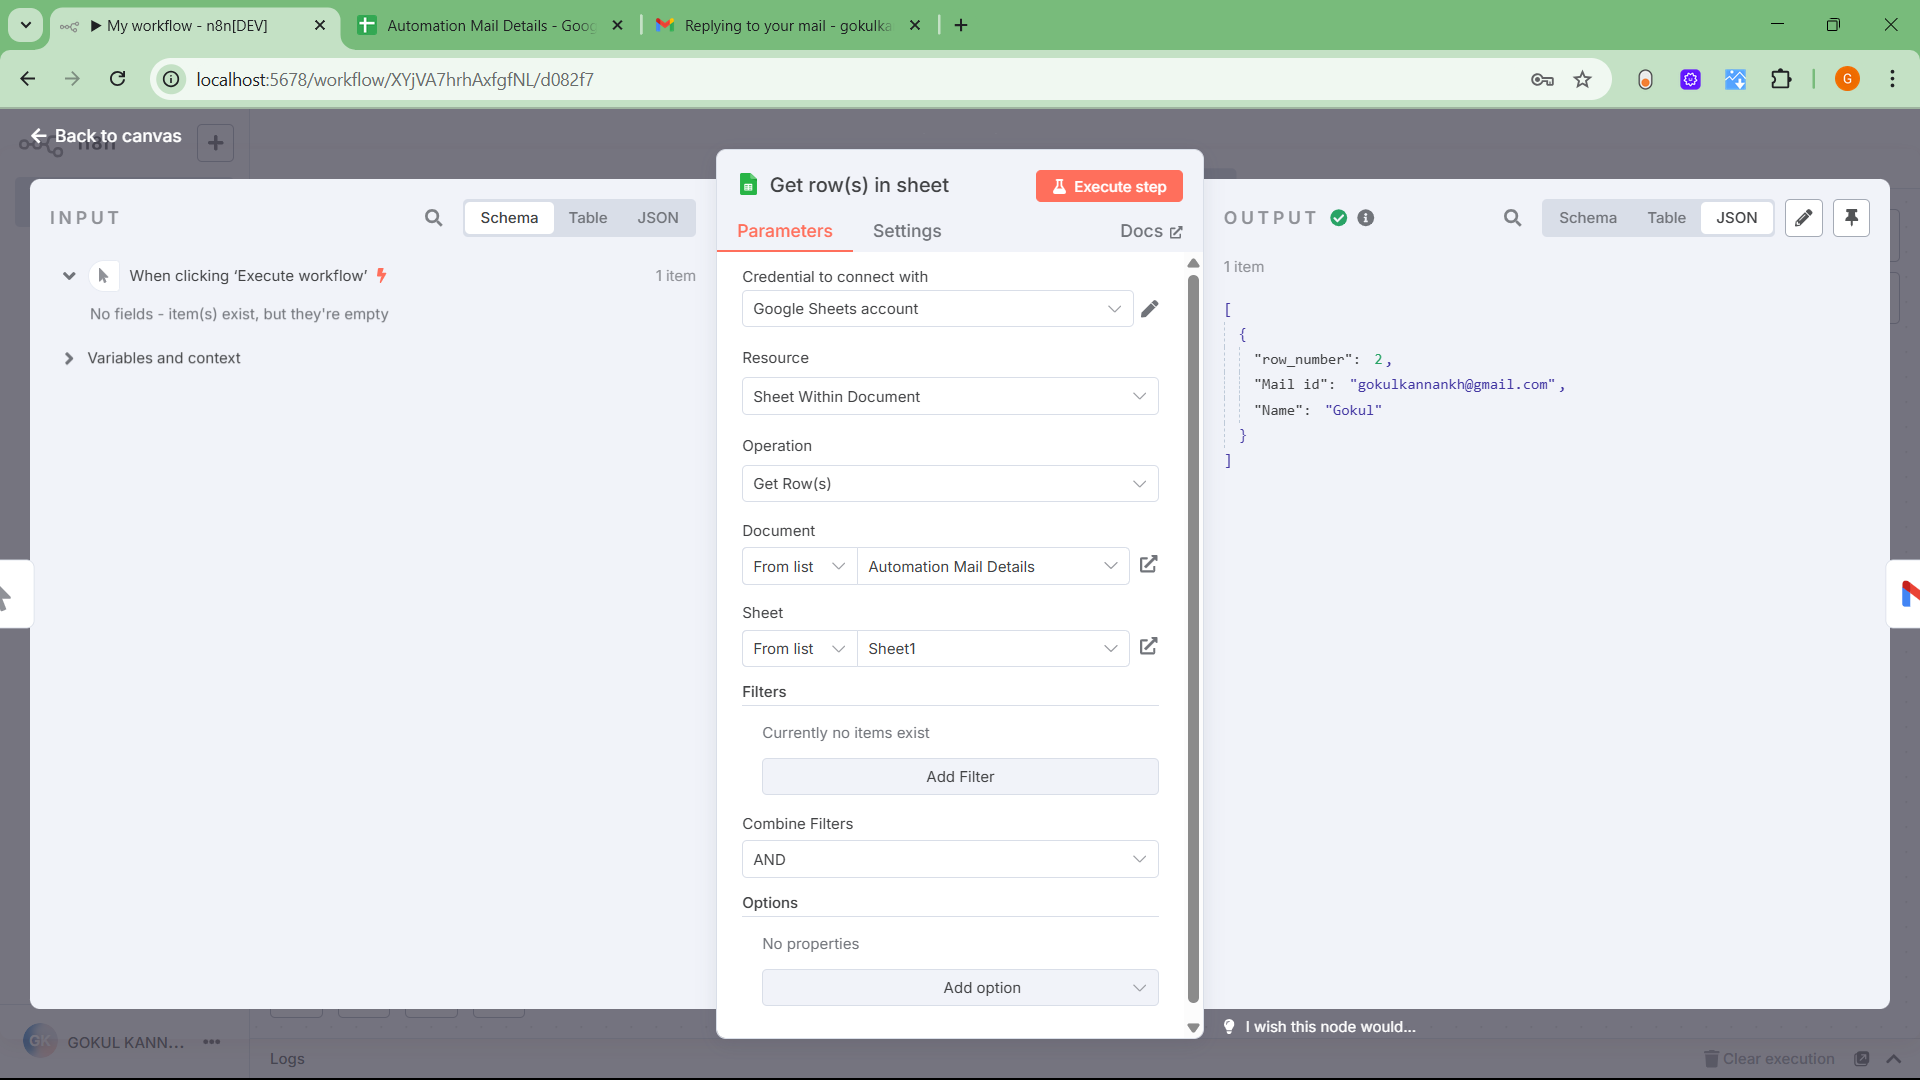 ▶ My workflow - n8n[DEV]
Automation Mail Details - Goog
Replying to your mail - gokulka
localhost:5678/workflow/XYjVA7hrhAxfgfNL/d082f7
G
Back to canvas
n8n
INPUT
Schema
Table
JSON
When clicking ‘Execute workflow’
1 item
No fields - item(s) exist, but they're empty
Variables and context
Get row(s) in sheet
Execute step
Parameters
Settings
Docs
Credential to connect with
Google Sheets account
Resource
Sheet Within Document
Operation
Get Row(s)
Document
From list
Automation Mail Details
Sheet
From list
Sheet1
Filters
Currently no items exist
Add Filter
Combine Filters
AND
Options
No properties
Add option
OUTPUT
Schema
Table
JSON
1 item
[
{
"row_number": 2,
"Mail id": "gokulkannankh@gmail.com",
"Name": "Gokul"
}
]
I wish this node would...
GK
GOKUL KANN...
Logs
Clear execution